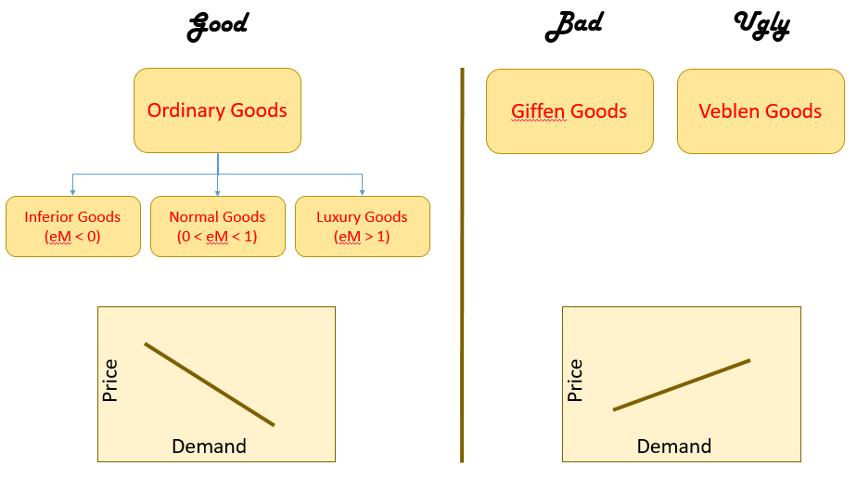 Good
Bad
Ugly
Ordinary Goods
Giffen Goods
Veblen Goods
Inferior Goods
(eM < 0)
Normal Goods
(0 < eM < 1)
Luxury Goods
(eM > 1)
Price
Demand
Price
Demand